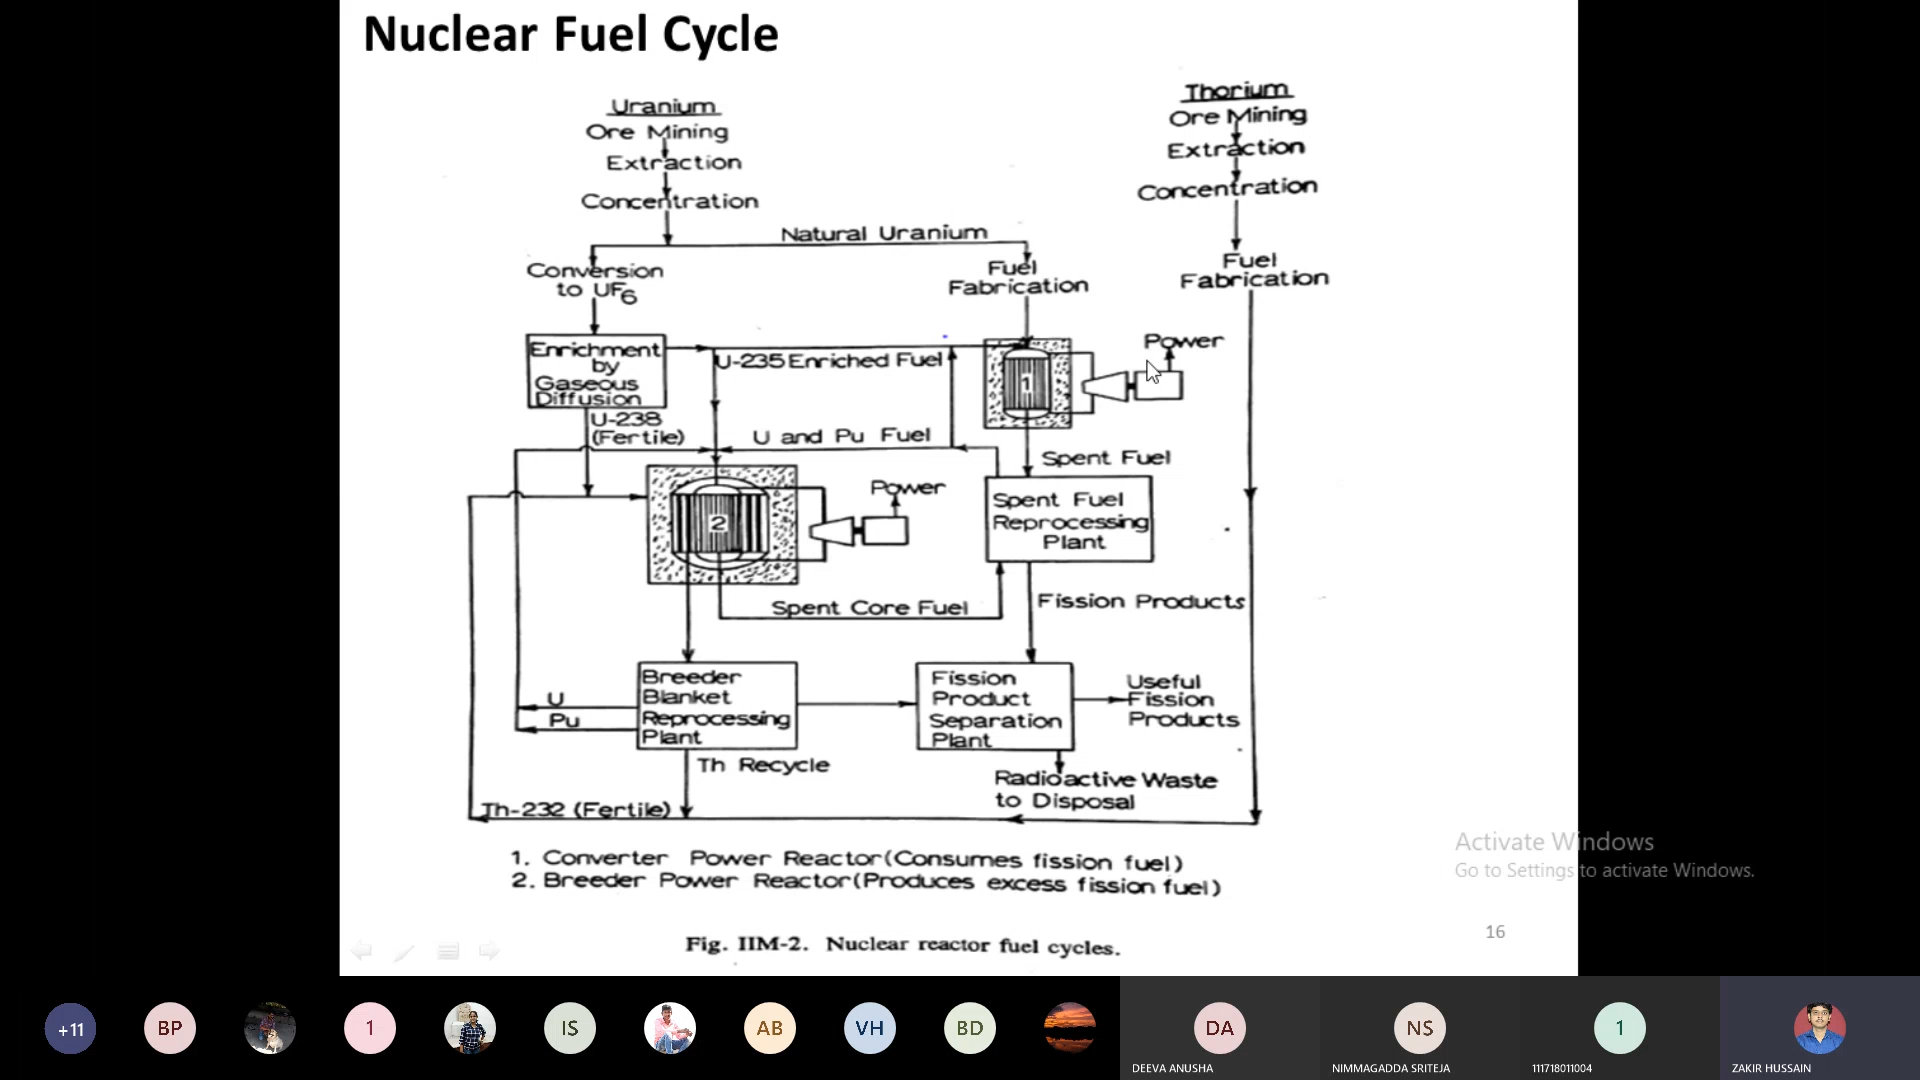 Nuclear Fuel Cycle
Uranium
Ore Mining
Extraction
Concentration
Thorium
Ore Mining
Extraction
Concentration
Natural Uranium
Conversion
to UF6
Fuel
Fabrication
Fuel
Fabrication
Enrichment
by
Gaseous
Diffusion
U-235 Enriched Fuel
1
Power
U-238
(Fertile)
U and Pu Fuel
Spent Fuel
2
Power
Spent Fuel
Reprocessing
Plant
Spent Core Fuel
Fission Products
Breeder
Blanket
Reprocessing
Plant
U
Pu
Fission
Product
Separation
Plant
Useful
Fission
Products
Th Recycle
Radioactive Waste
to Disposal
Th-232 (Fertile)
1. Converter Power Reactor(Consumes fission fuel)
2. Breeder Power Reactor(Produces excess fission fuel)
Fig. IIM-2. Nuclear reactor fuel cycles.
16
Activate Windows
Go to Settings to activate Windows.
+11
BP
1
IS
AB
VH
BD
DA
DEEVA ANUSHA
NS
NIMMAGADDA SRITEJA
1
111718011004
ZAKIR HUSSAIN